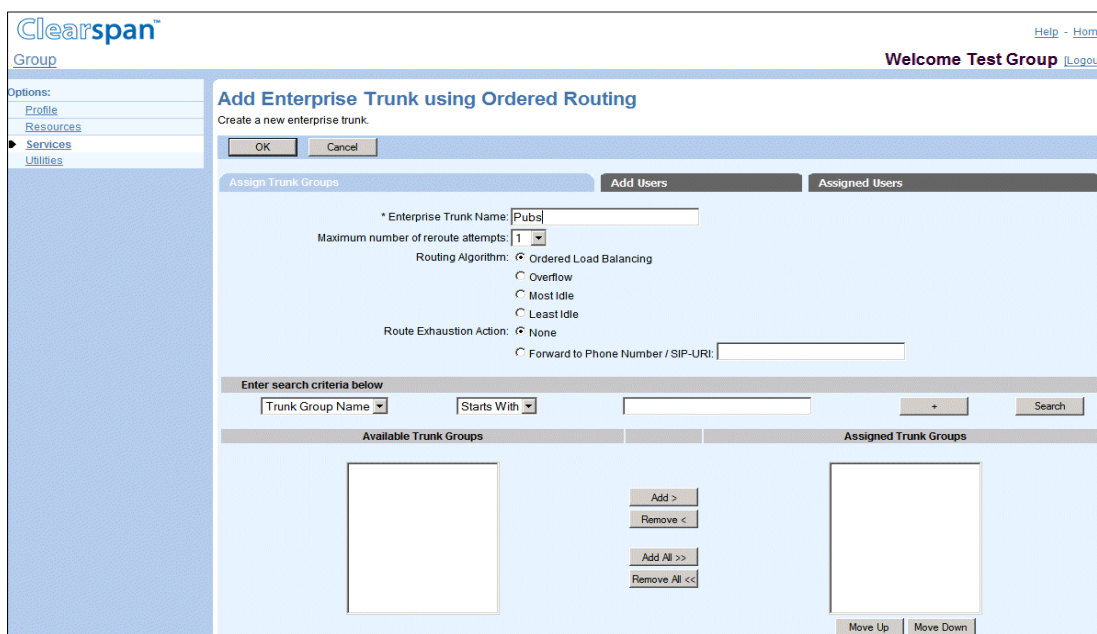 Clearspan™
Help - Hom
Group
Welcome Test Group [Logou
Options:
Profile
Resources
Services
Utilities
Add Enterprise Trunk using Ordered Routing
Create a new enterprise trunk.
OK Cancel
Assign Trunk Groups Add Users Assigned Users
* Enterprise Trunk Name: Pubs
Maximum number of reroute attempts: 1
Routing Algorithm: Ordered Load Balancing
Overflow
Most Idle
Least Idle
Route Exhaustion Action: None
Forward to Phone Number / SIP-URI:
Enter search criteria below
Trunk Group Name Starts With + Search
Available Trunk Groups Assigned Trunk Groups
Add >
Remove <
Add All >>
Remove All <<
Move Up Move Down